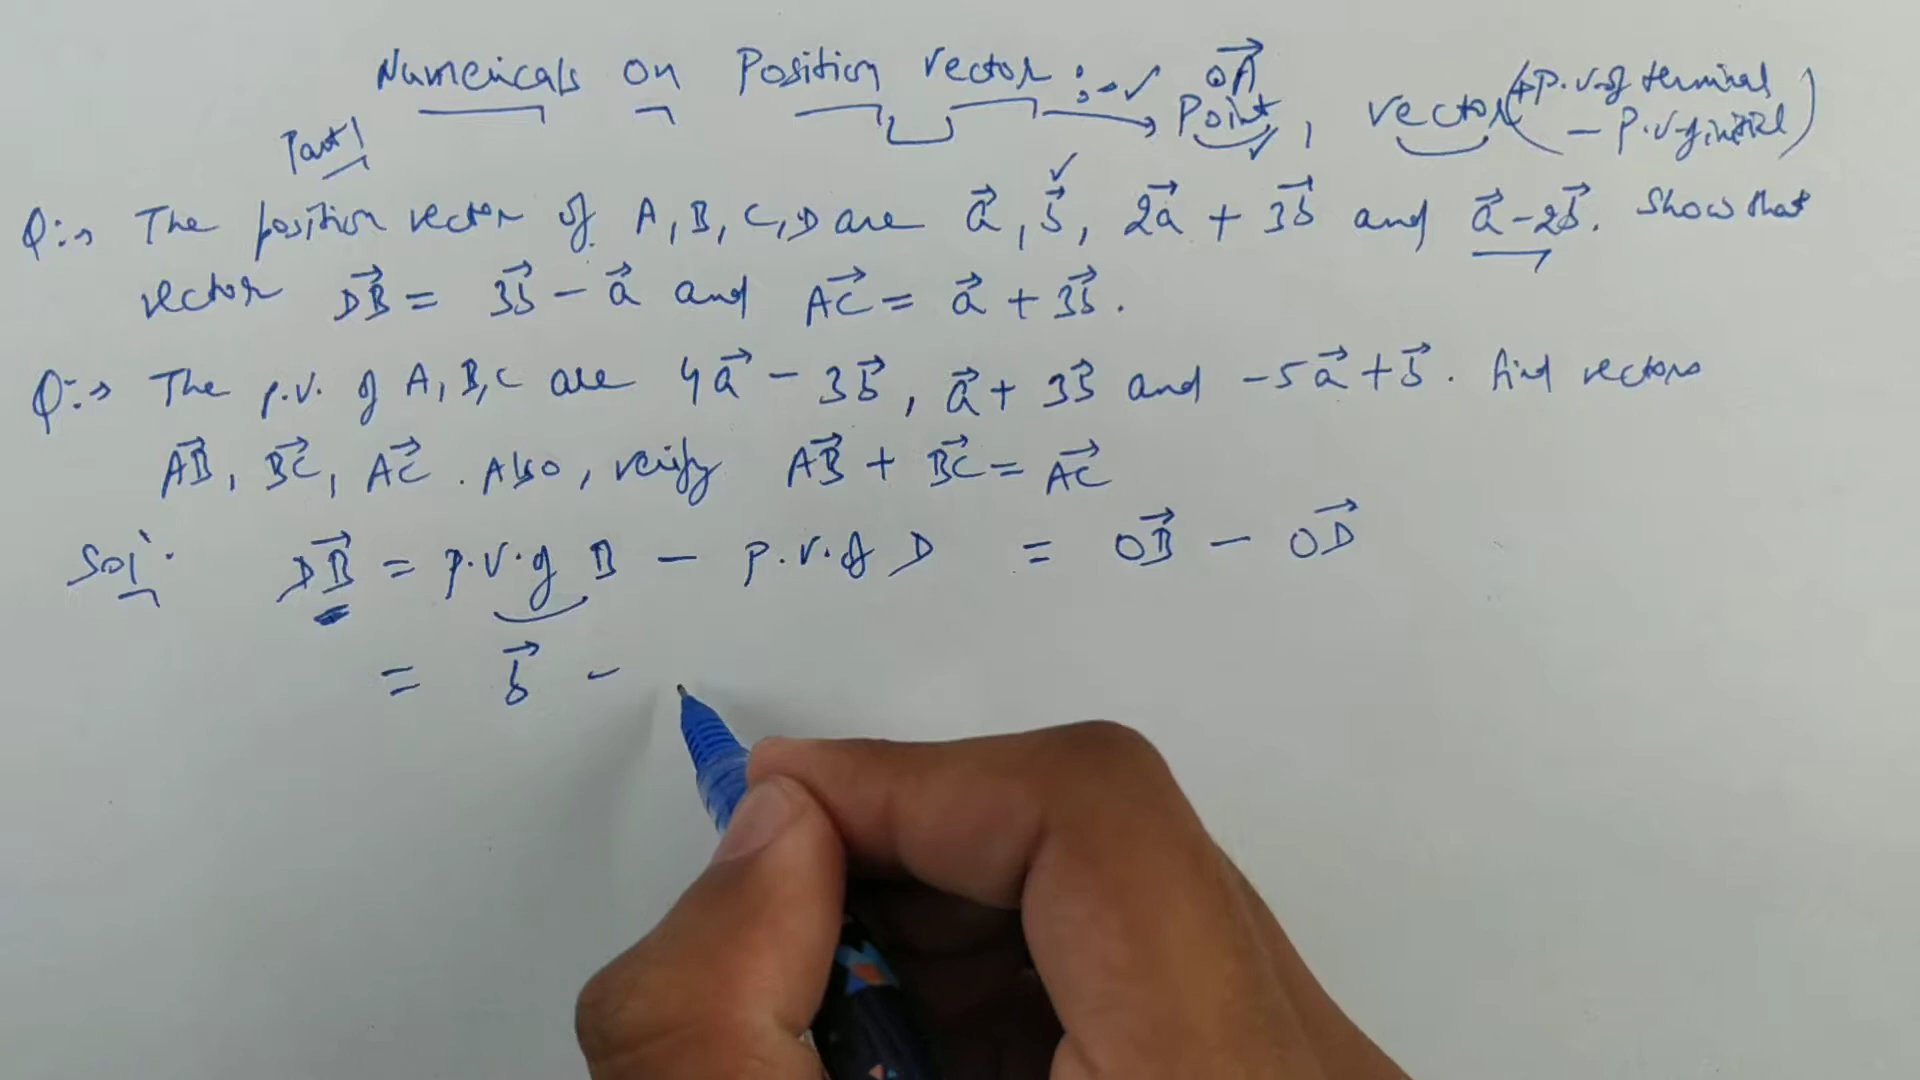 Numericals on Position vector :- ✓ Point, vector (+P.V. of terminal
OA→
- P.V. of initial)
Part 1
Q:→ The position vector of A, B, C, D are a⃗, b⃗, 2a⃗ + 3b⃗ and a⃗ - 2b⃗. Show that
vector DB→ = 3b⃗ - a⃗ and AC→ = a⃗ + 3b⃗.
Q:→ The p.v. of A, B, C are 4a⃗ - 3b⃗, a⃗ + 3b⃗ and -5a⃗ + b⃗. find vectors
AB→, BC→, AC→. Also, verify AB→ + BC→ = AC→
Sol: DB→ = p.v. of B - p.v. of D = OB→ - OD→
= b⃗ -